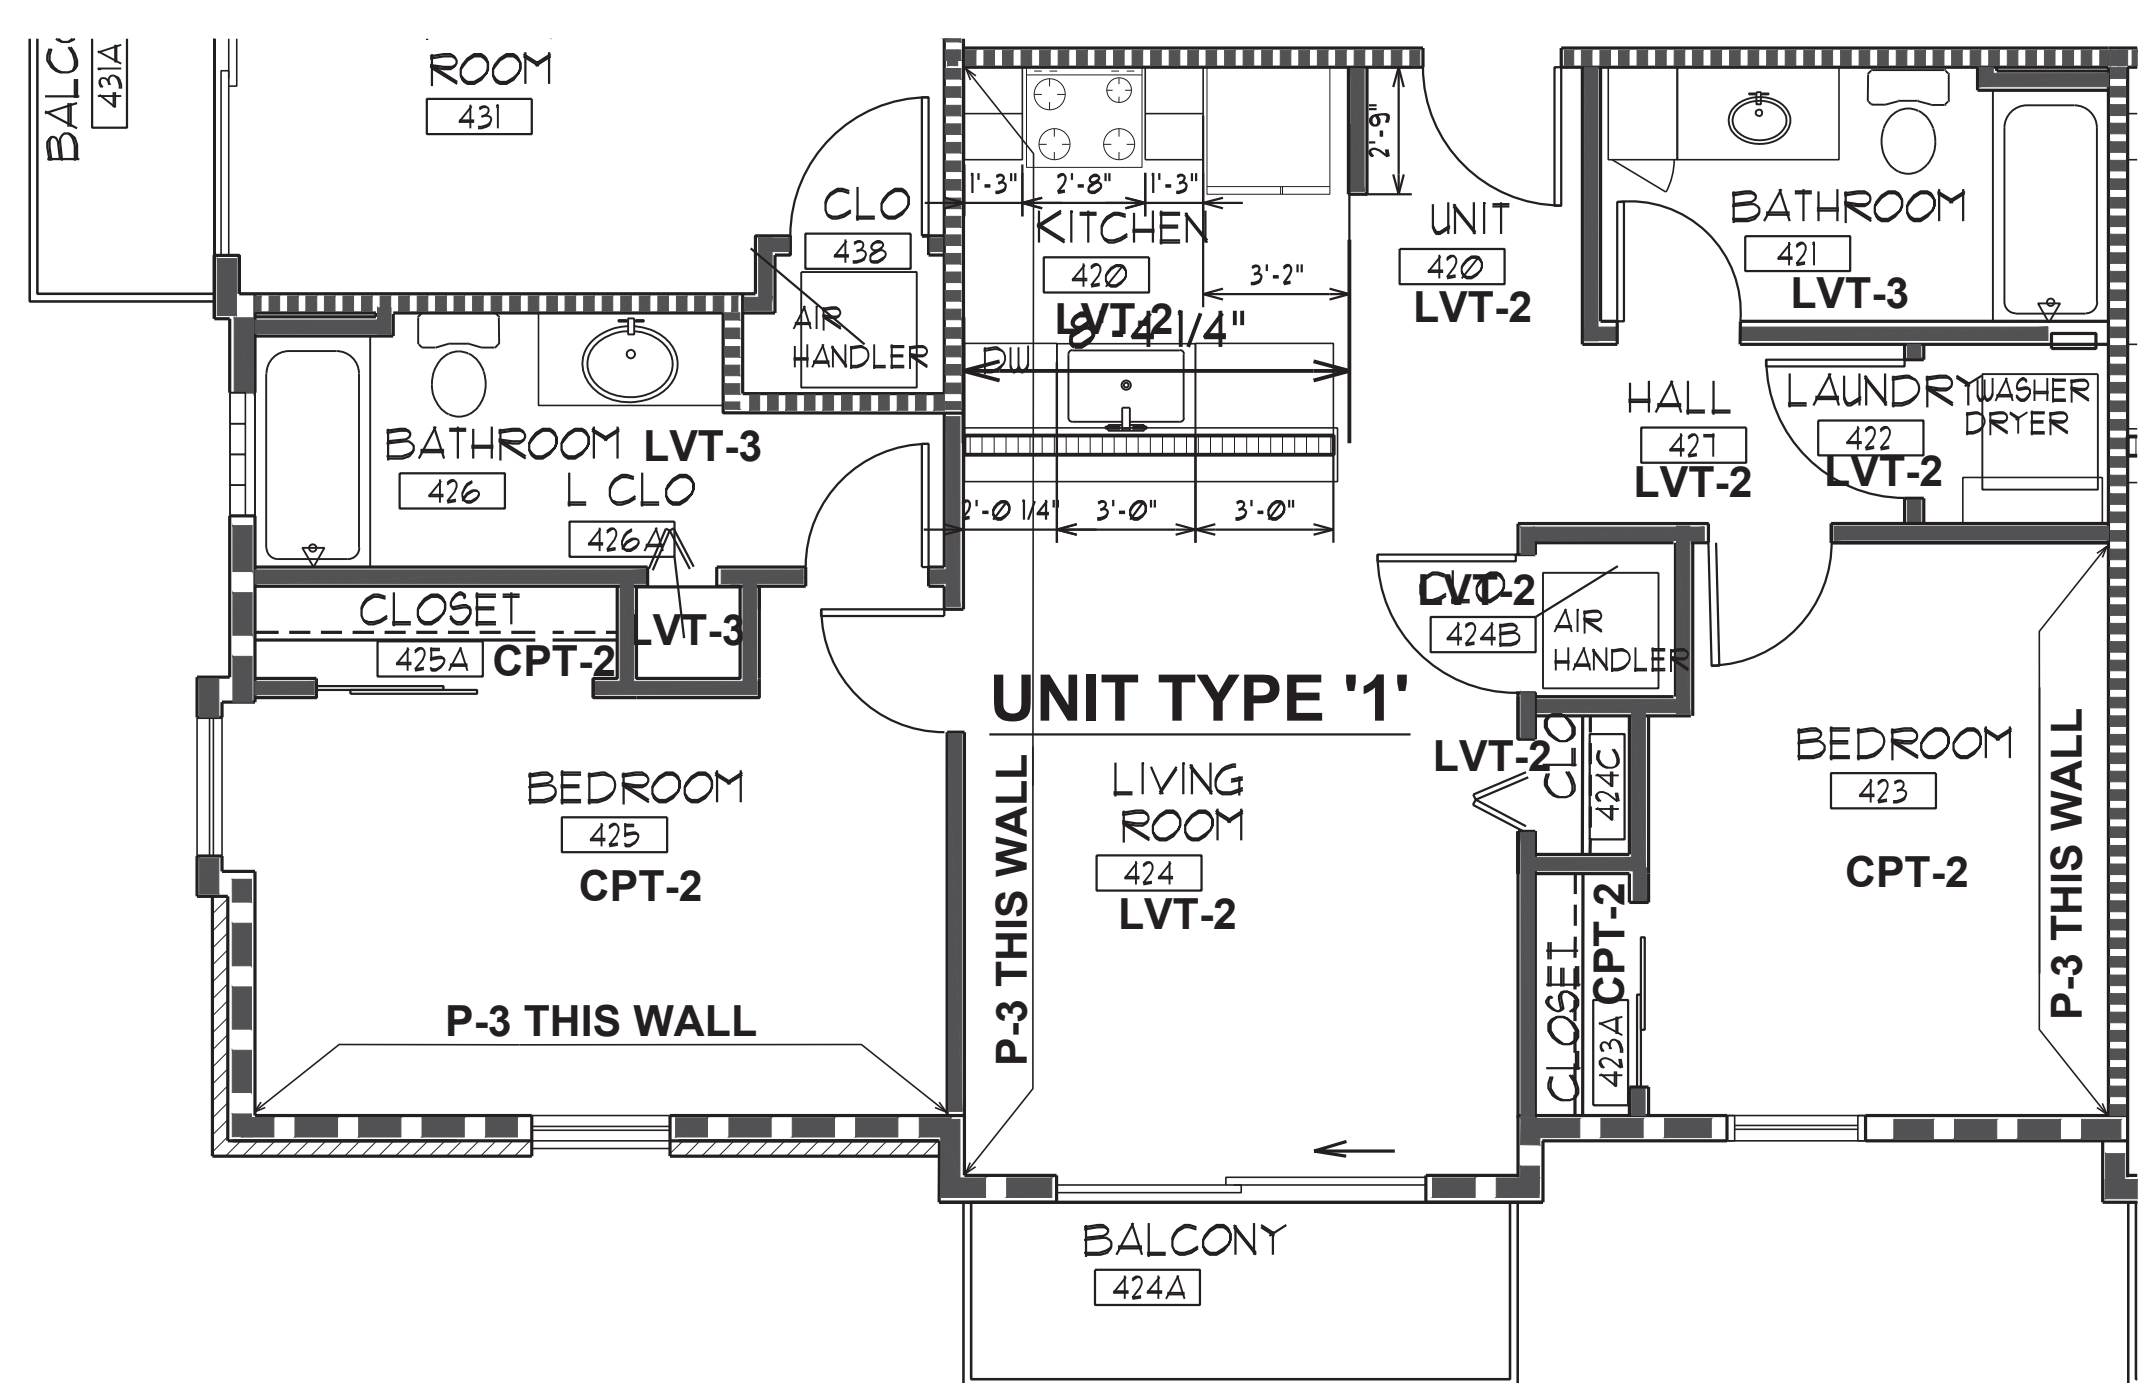 BALCO
431A
ROOM
431
CLO
438
AIR
HANDLER
1'-3"
2'-8"
1'-3"
2'-9"
KITCHEN
420
3'-2"
LVT-2
8'-4 1/4"
DW
2'-0 1/4"
3'-0"
3'-0"
UNIT
420
LVT-2
BATHROOM
421
LVT-3
HALL
427
LVT-2
LAUNDRY
422
LVT-2
WASHER
DRYER
BATHROOM
426
LVT-3
L CLO
426A
LVT-3
CLOSET
425A
CPT-2
CLO
LVT-2
424B
AIR
HANDLER
UNIT TYPE '1'
LVT-2
CLO
424C
BEDROOM
425
CPT-2
P-3 THIS WALL
LIVING
ROOM
424
LVT-2
P-3 THIS WALL
BEDROOM
423
CPT-2
P-3 THIS WALL
CLOSET
423A
CPT-2
BALCONY
424A